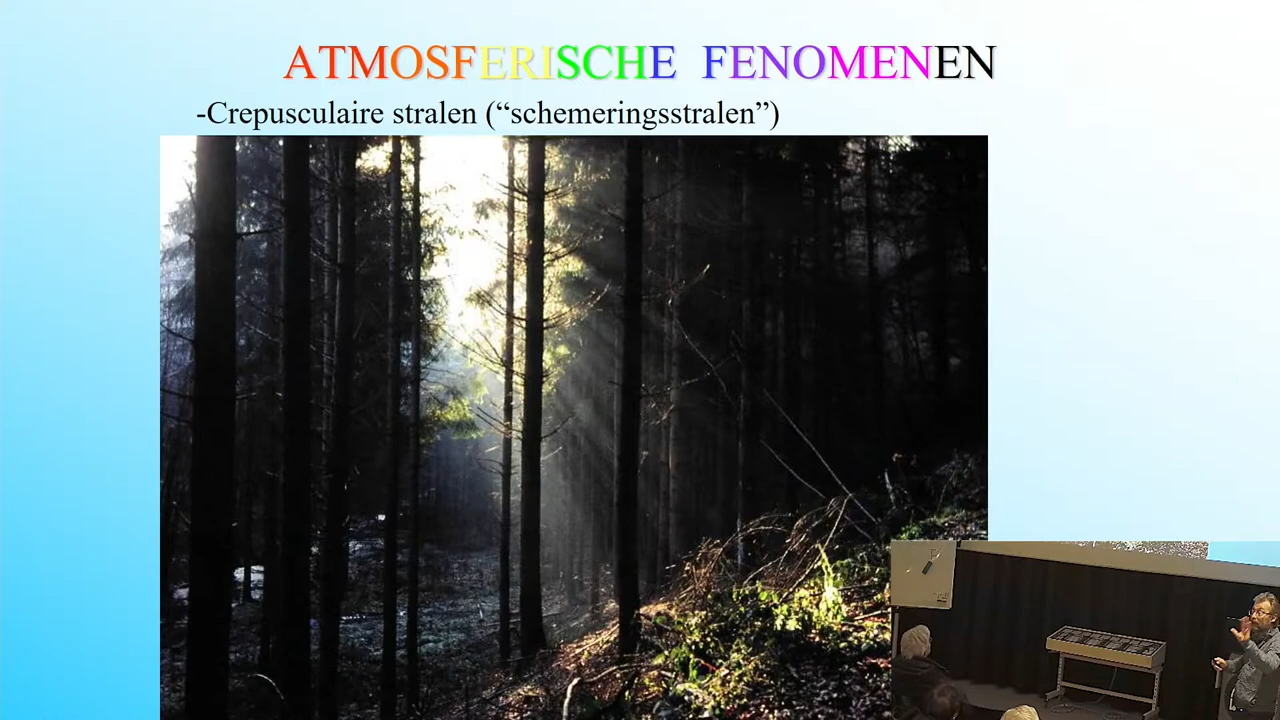 ATMOSFERISCHE FENOMENEN
-Crepusculaire stralen (“schemeringsstralen”)